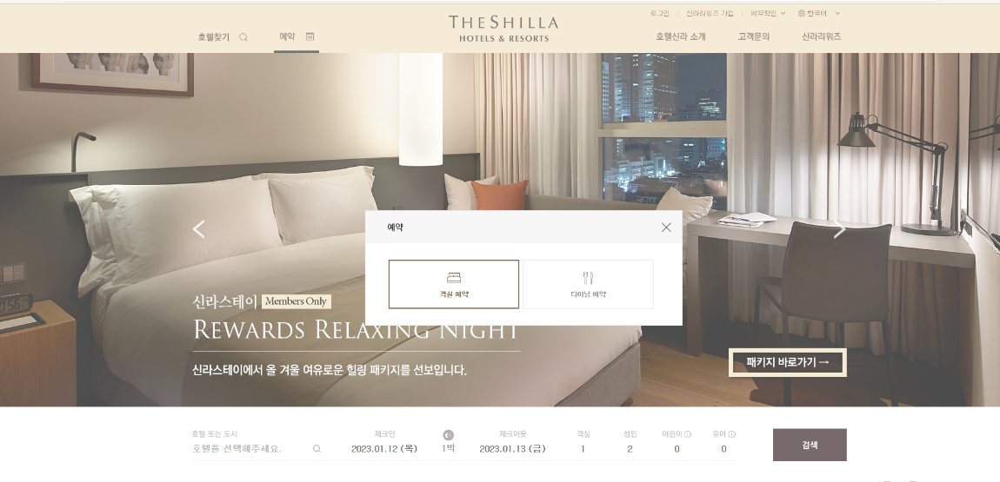 로그인 신라리워즈 가입 예약확인 한국어
THE SHILLA
HOTELS & RESORTS
호텔찾기 예약 호텔신라 소개 고객문의 신라리워즈
예약
객실 예약 다이닝 예약
신라스테이 Members Only
REWARDS RELAXING NIGHT
신라스테이에서 올 겨울 여유로운 힐링 패키지를 선보입니다.
패키지 바로가기 →
호텔 또는 도시 체크인 체크아웃 객실 성인 어린이 유아
호텔을 선택해주세요. 2023.01.12 (목) 1박 2023.01.13 (금) 1 2 0 0
검색